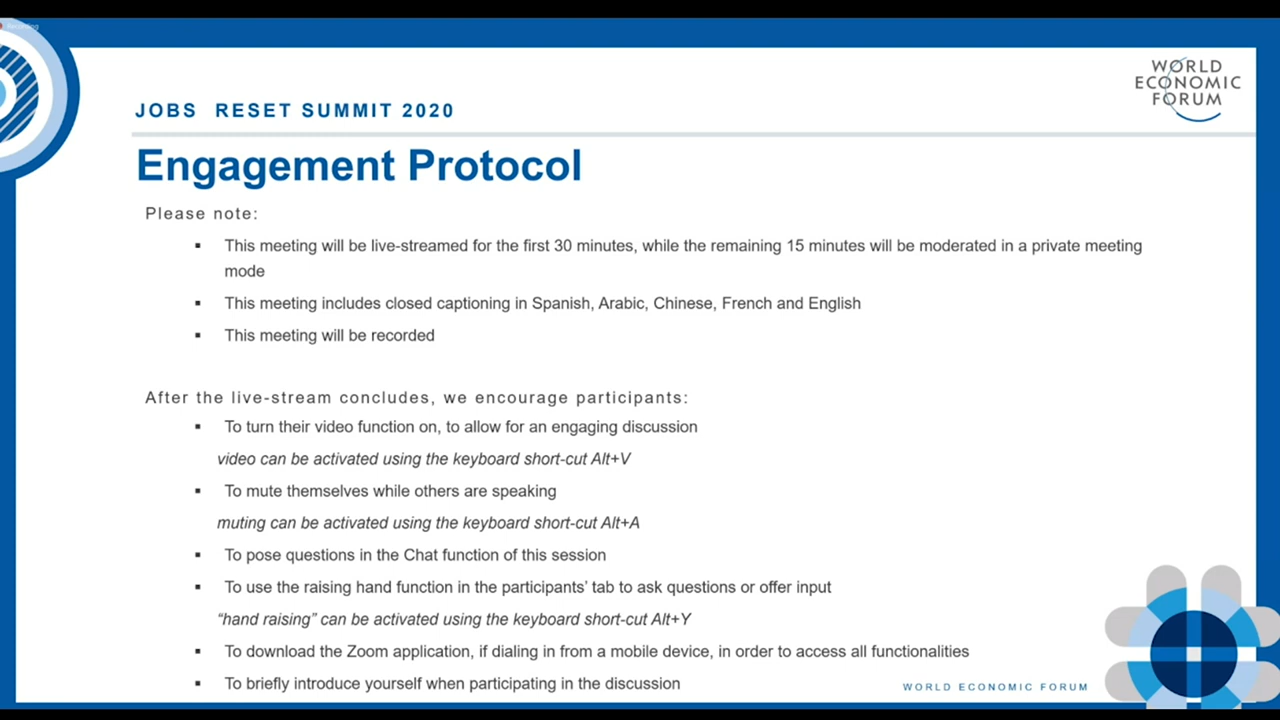 Recording
WORLD
ECONOMIC
FORUM
JOBS RESET SUMMIT 2020
Engagement Protocol
Please note:
▪ This meeting will be live-streamed for the first 30 minutes, while the remaining 15 minutes will be moderated in a private meeting
mode
▪ This meeting includes closed captioning in Spanish, Arabic, Chinese, French and English
▪ This meeting will be recorded
After the live-stream concludes, we encourage participants:
▪ To turn their video function on, to allow for an engaging discussion
video can be activated using the keyboard short-cut Alt+V
▪ To mute themselves while others are speaking
muting can be activated using the keyboard short-cut Alt+A
▪ To pose questions in the Chat function of this session
▪ To use the raising hand function in the participants’ tab to ask questions or offer input
“hand raising” can be activated using the keyboard short-cut Alt+Y
▪ To download the Zoom application, if dialing in from a mobile device, in order to access all functionalities
▪ To briefly introduce yourself when participating in the discussion
WORLD ECONOMIC FORUM